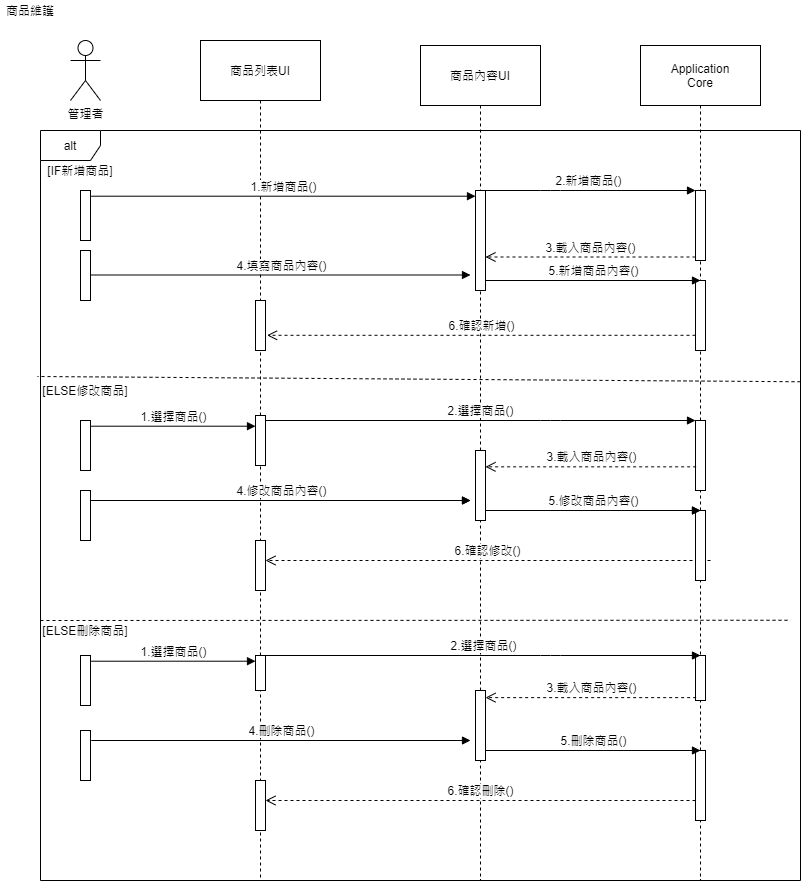 商品維護
商品列表UI
商品內容UI
Application
Core
管理者
alt
[IF新增商品]
1.新增商品()
2.新增商品()
3.載入商品內容()
4.填寫商品內容()
5.新增商品內容()
6.確認新增()
[ELSE修改商品]
1.選擇商品()
2.選擇商品()
3.載入商品內容()
4.修改商品內容()
5.修改商品內容()
6.確認修改()
[ELSE刪除商品]
1.選擇商品()
2.選擇商品()
3.載入商品內容()
4.刪除商品()
5.刪除商品()
6.確認刪除()